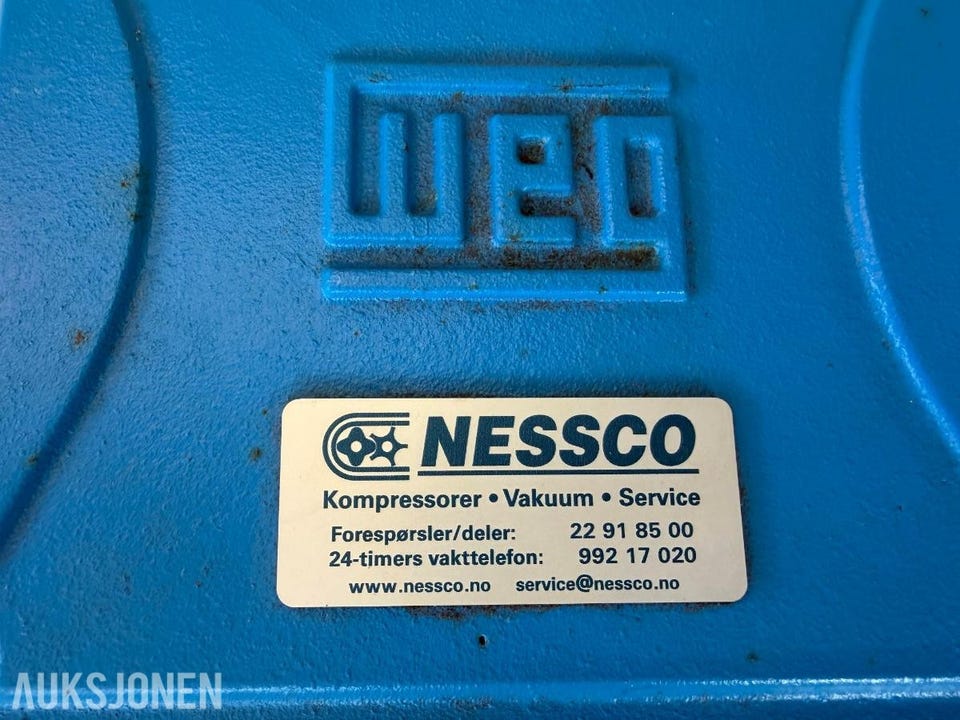 weg
NESSCO
Kompressorer • Vakuum • Service
Forespørsler/deler: 22 91 85 00
24-timers vakttelefon: 992 17 020
www.nessco.no service@nessco.no
AUKSJONEN